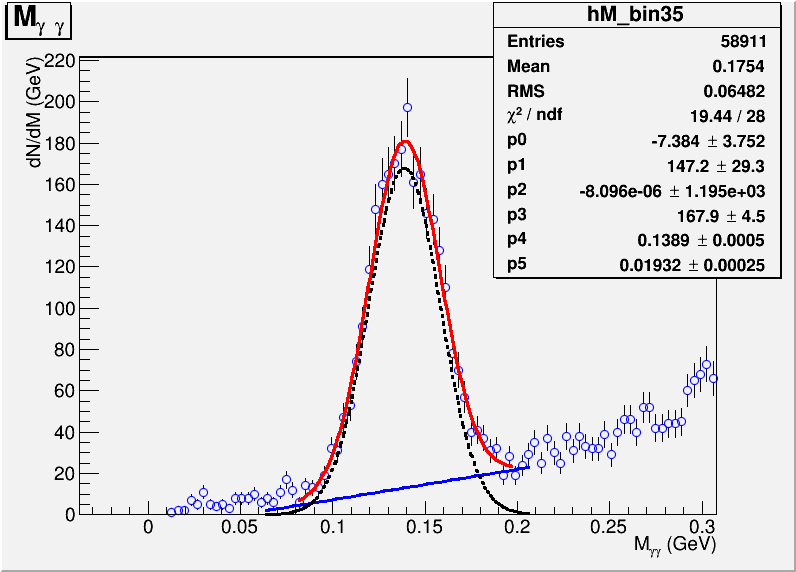 Mγ γ
hM_bin35
Entries 58911
Mean 0.1754
RMS 0.06482
χ² / ndf 19.44 / 28
p0 -7.384 ± 3.752
p1 147.2 ± 29.3
p2 -8.096e-06 ± 1.195e+03
p3 167.9 ± 4.5
p4 0.1389 ± 0.0005
p5 0.01932 ± 0.00025
dN/dM (GeV)
220
200
180
160
140
120
100
80
60
40
20
0
0 0.05 0.1 0.15 0.2 0.25 0.3
Mγγ (GeV)